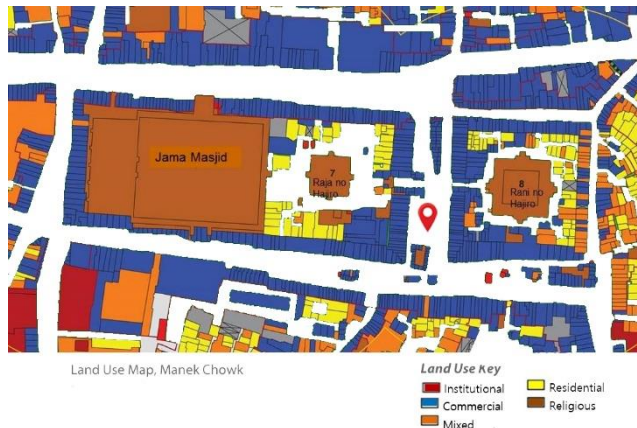 Jama Masjid
7
Raja no
Hajiro
8
Rani no
Hajiro
Land Use Map, Manek Chowk
Land Use Key
Institutional
Residential
Commercial
Religious
Mixed